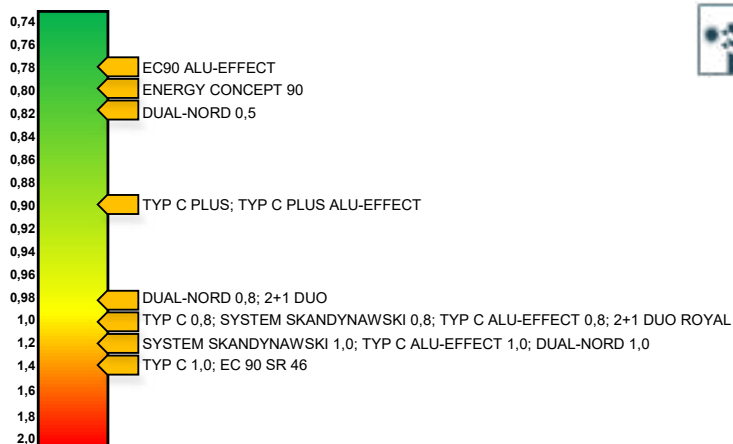 0,74
0,76
0,78
EC90 ALU-EFFECT
0,80
ENERGY CONCEPT 90
0,82
DUAL-NORD 0,5
0,84
0,86
0,88
0,90
TYP C PLUS; TYP C PLUS ALU-EFFECT
0,92
0,94
0,96
0,98
DUAL-NORD 0,8; 2+1 DUO
1,0
TYP C 0,8; SYSTEM SKANDYNAWSKI 0,8; TYP C ALU-EFFECT 0,8; 2+1 DUO ROYAL
1,2
SYSTEM SKANDYNAWSKI 1,0; TYP C ALU-EFFECT 1,0; DUAL-NORD 1,0
1,4
TYP C 1,0; EC 90 SR 46
1,6
1,8
2,0